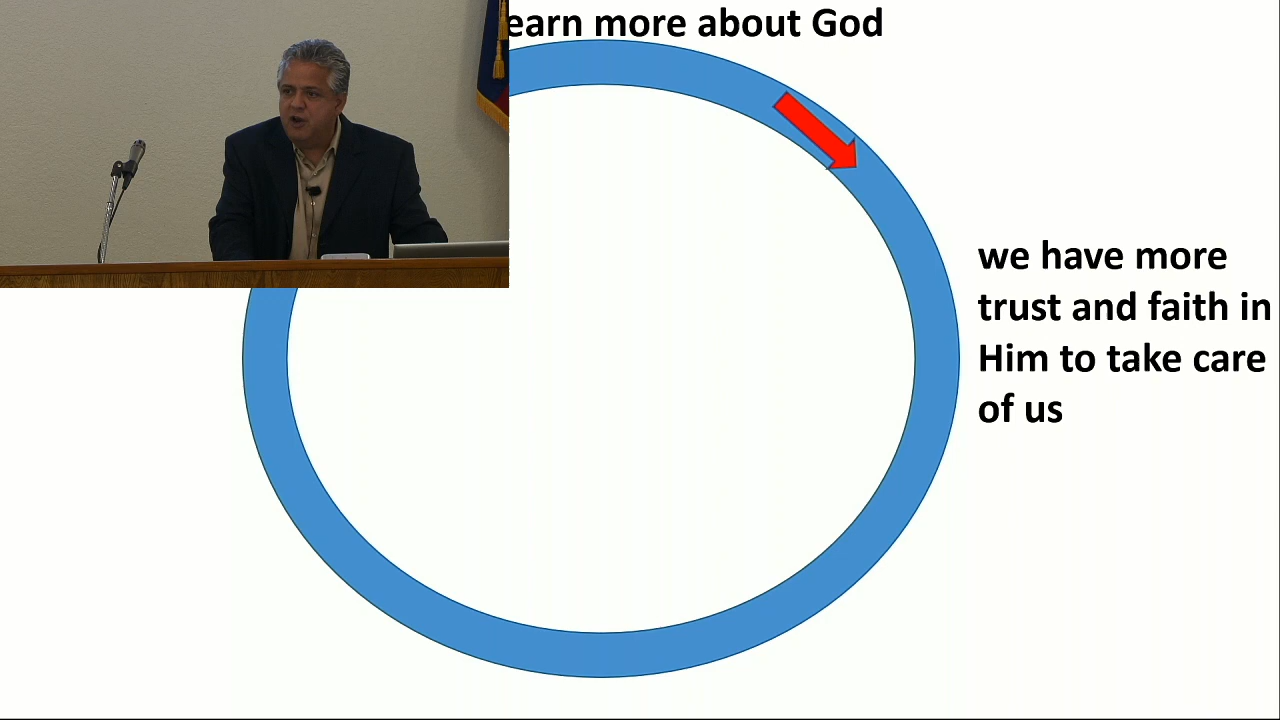 earn more about God
we have more
trust and faith in
Him to take care
of us